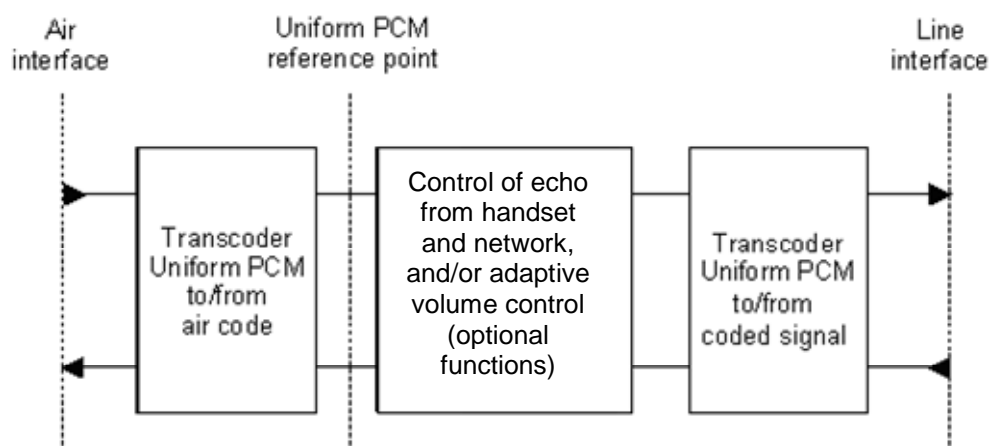 Air
interface
Uniform PCM
reference point
Line
interface
Transcoder
Uniform PCM
to/from
air code
Control of echo
from handset
and network,
and/or adaptive
volume control
(optional
functions)
Transcoder
Uniform PCM
to/from
coded signal